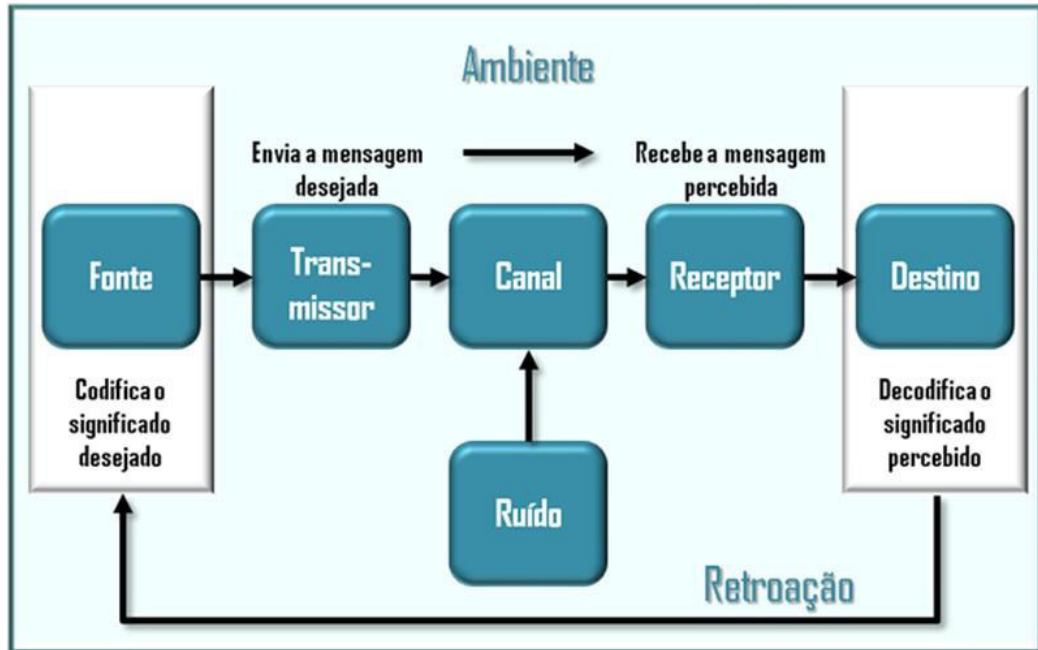 Ambiente
Envia a mensagem
desejada
Recebe a mensagem
percebida
Fonte
Trans-
missor
Canal
Receptor
Destino
Codifica o
significado
desejado
Decodifica o
significado
percebido
Ruído
Retroação